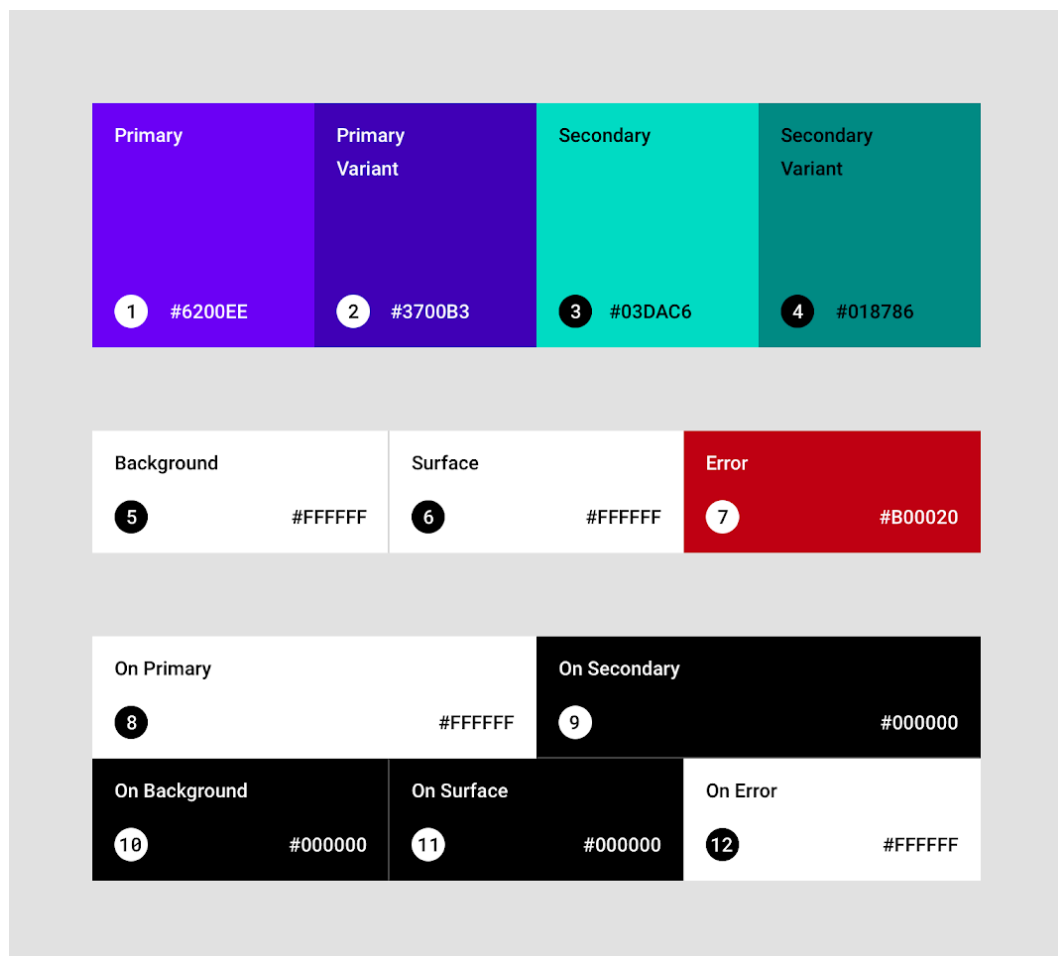 Primary
1 #6200EE
Primary
Variant
2 #3700B3
Secondary
3 #03DAC6
Secondary
Variant
4 #018786
Background
5 #FFFFFF
Surface
6 #FFFFFF
Error
7 #B00020
On Primary
8 #FFFFFF
On Secondary
9 #000000
On Background
10 #000000
On Surface
11 #000000
On Error
12 #FFFFFF